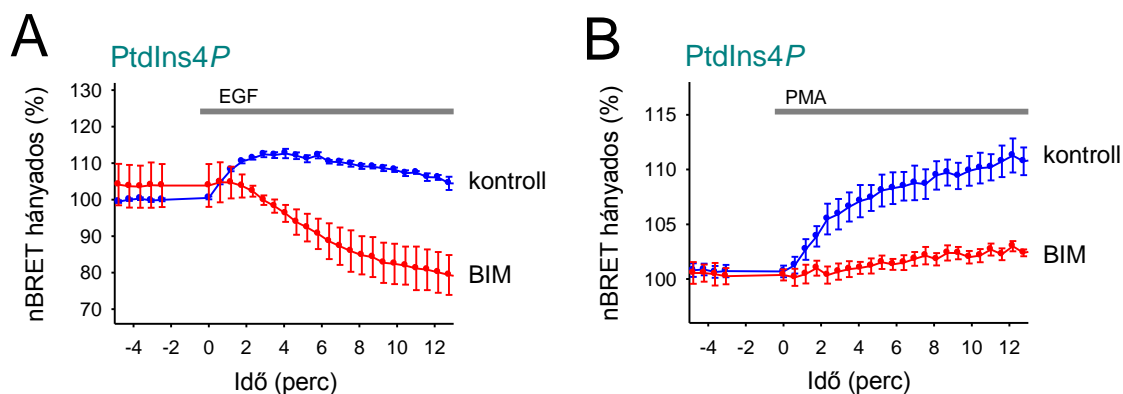 A
PtdIns4P
nBRET hányados (%)
130
120
110
100
90
80
70
EGF
kontroll
BIM
-4 -2 0 2 4 6 8 10 12
Idő (perc)
B
PtdIns4P
nBRET hányados (%)
115
110
105
100
PMA
kontroll
BIM
-4 -2 0 2 4 6 8 10 12
Idő (perc)